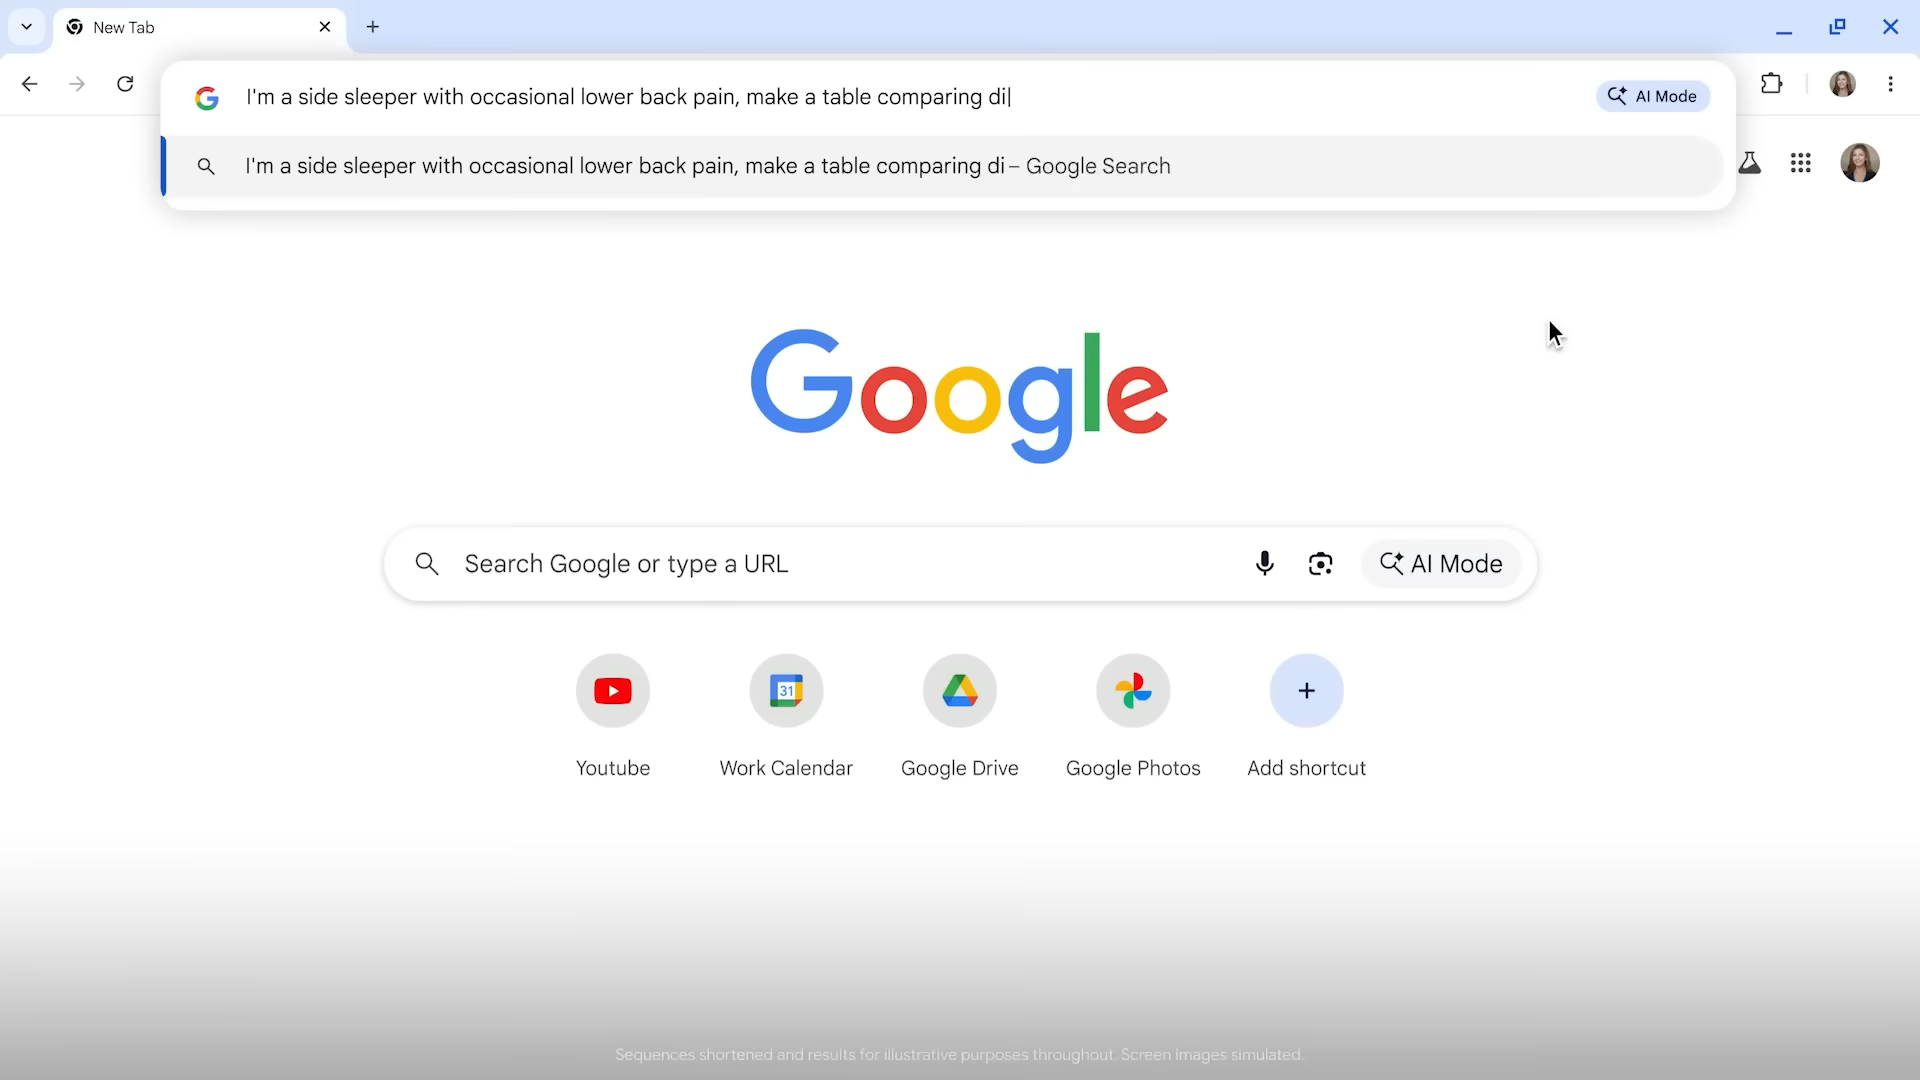 New Tab
I'm a side sleeper with occasional lower back pain, make a table comparing di
AI Mode
I'm a side sleeper with occasional lower back pain, make a table comparing di – Google Search
Google
Search Google or type a URL
AI Mode
31
Youtube
Work Calendar
Google Drive
Google Photos
Add shortcut
Sequences shortened and results for illustrative purposes throughout. Screen images simulated.